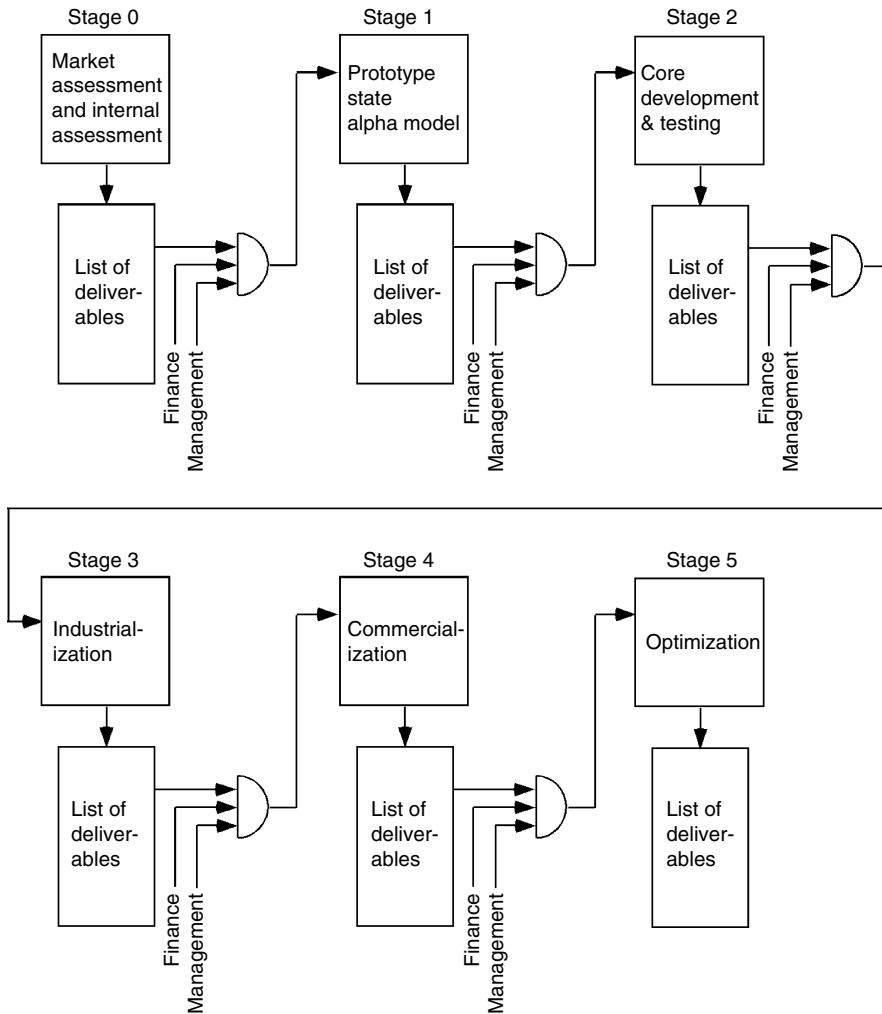 Stage 0
Market
assessment
and internal
assessment
List of
deliver-
ables
Finance
Management
Stage 1
Prototype
state
alpha model
List of
deliver-
ables
Finance
Management
Stage 2
Core
development
& testing
List of
deliver-
ables
Finance
Management
Stage 3
Industrial-
ization
List of
deliver-
ables
Finance
Management
Stage 4
Commercial-
ization
List of
deliver-
ables
Finance
Management
Stage 5
Optimization
List of
deliver-
ables